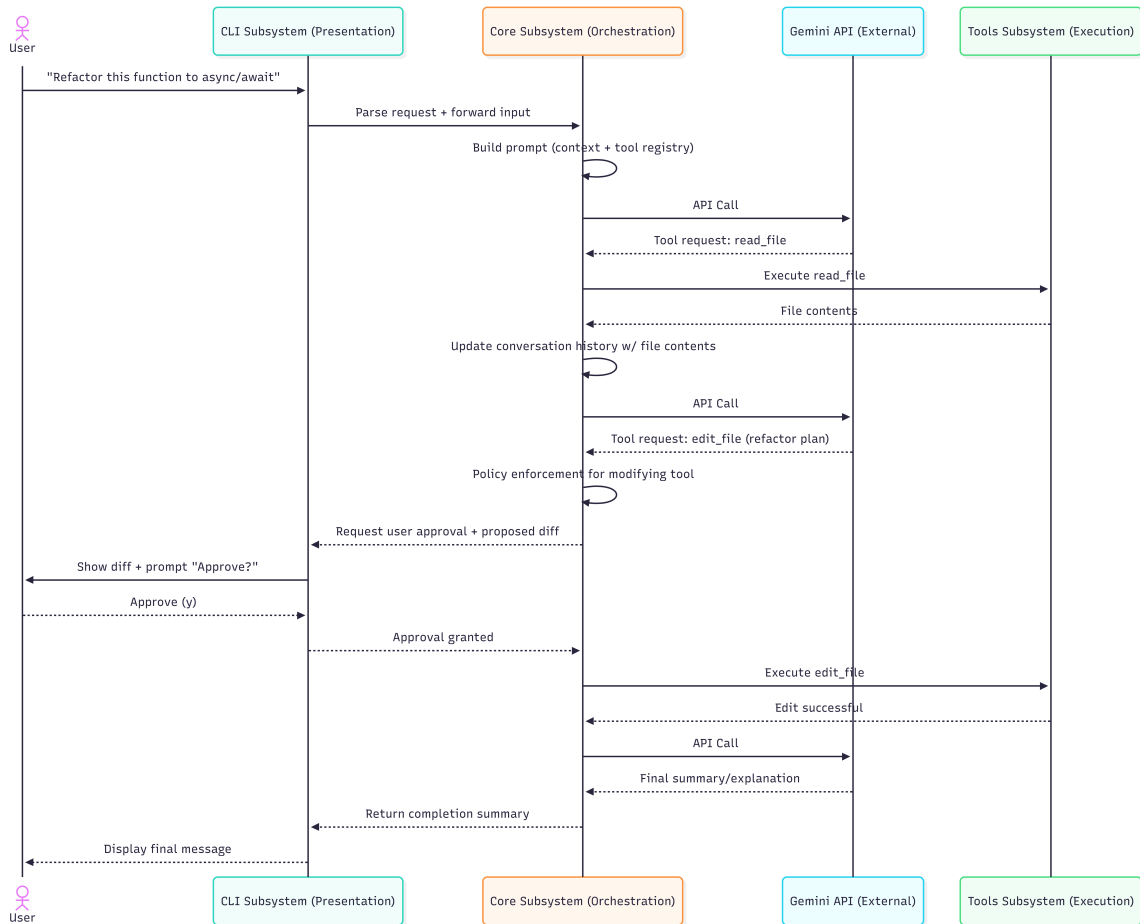 User
CLI Subsystem (Presentation)
Core Subsystem (Orchestration)
Gemini API (External)
Tools Subsystem (Execution)
"Refactor this function to async/await"
Parse request + forward input
Build prompt (context + tool registry)
API Call
Tool request: read_file
Execute read_file
File contents
Update conversation history w/ file contents
API Call
Tool request: edit_file (refactor plan)
Policy enforcement for modifying tool
Request user approval + proposed diff
Show diff + prompt "Approve?"
Approve (y)
Approval granted
Execute edit_file
Edit successful
API Call
Final summary/explanation
Return completion summary
Display final message
User
CLI Subsystem (Presentation)
Core Subsystem (Orchestration)
Gemini API (External)
Tools Subsystem (Execution)